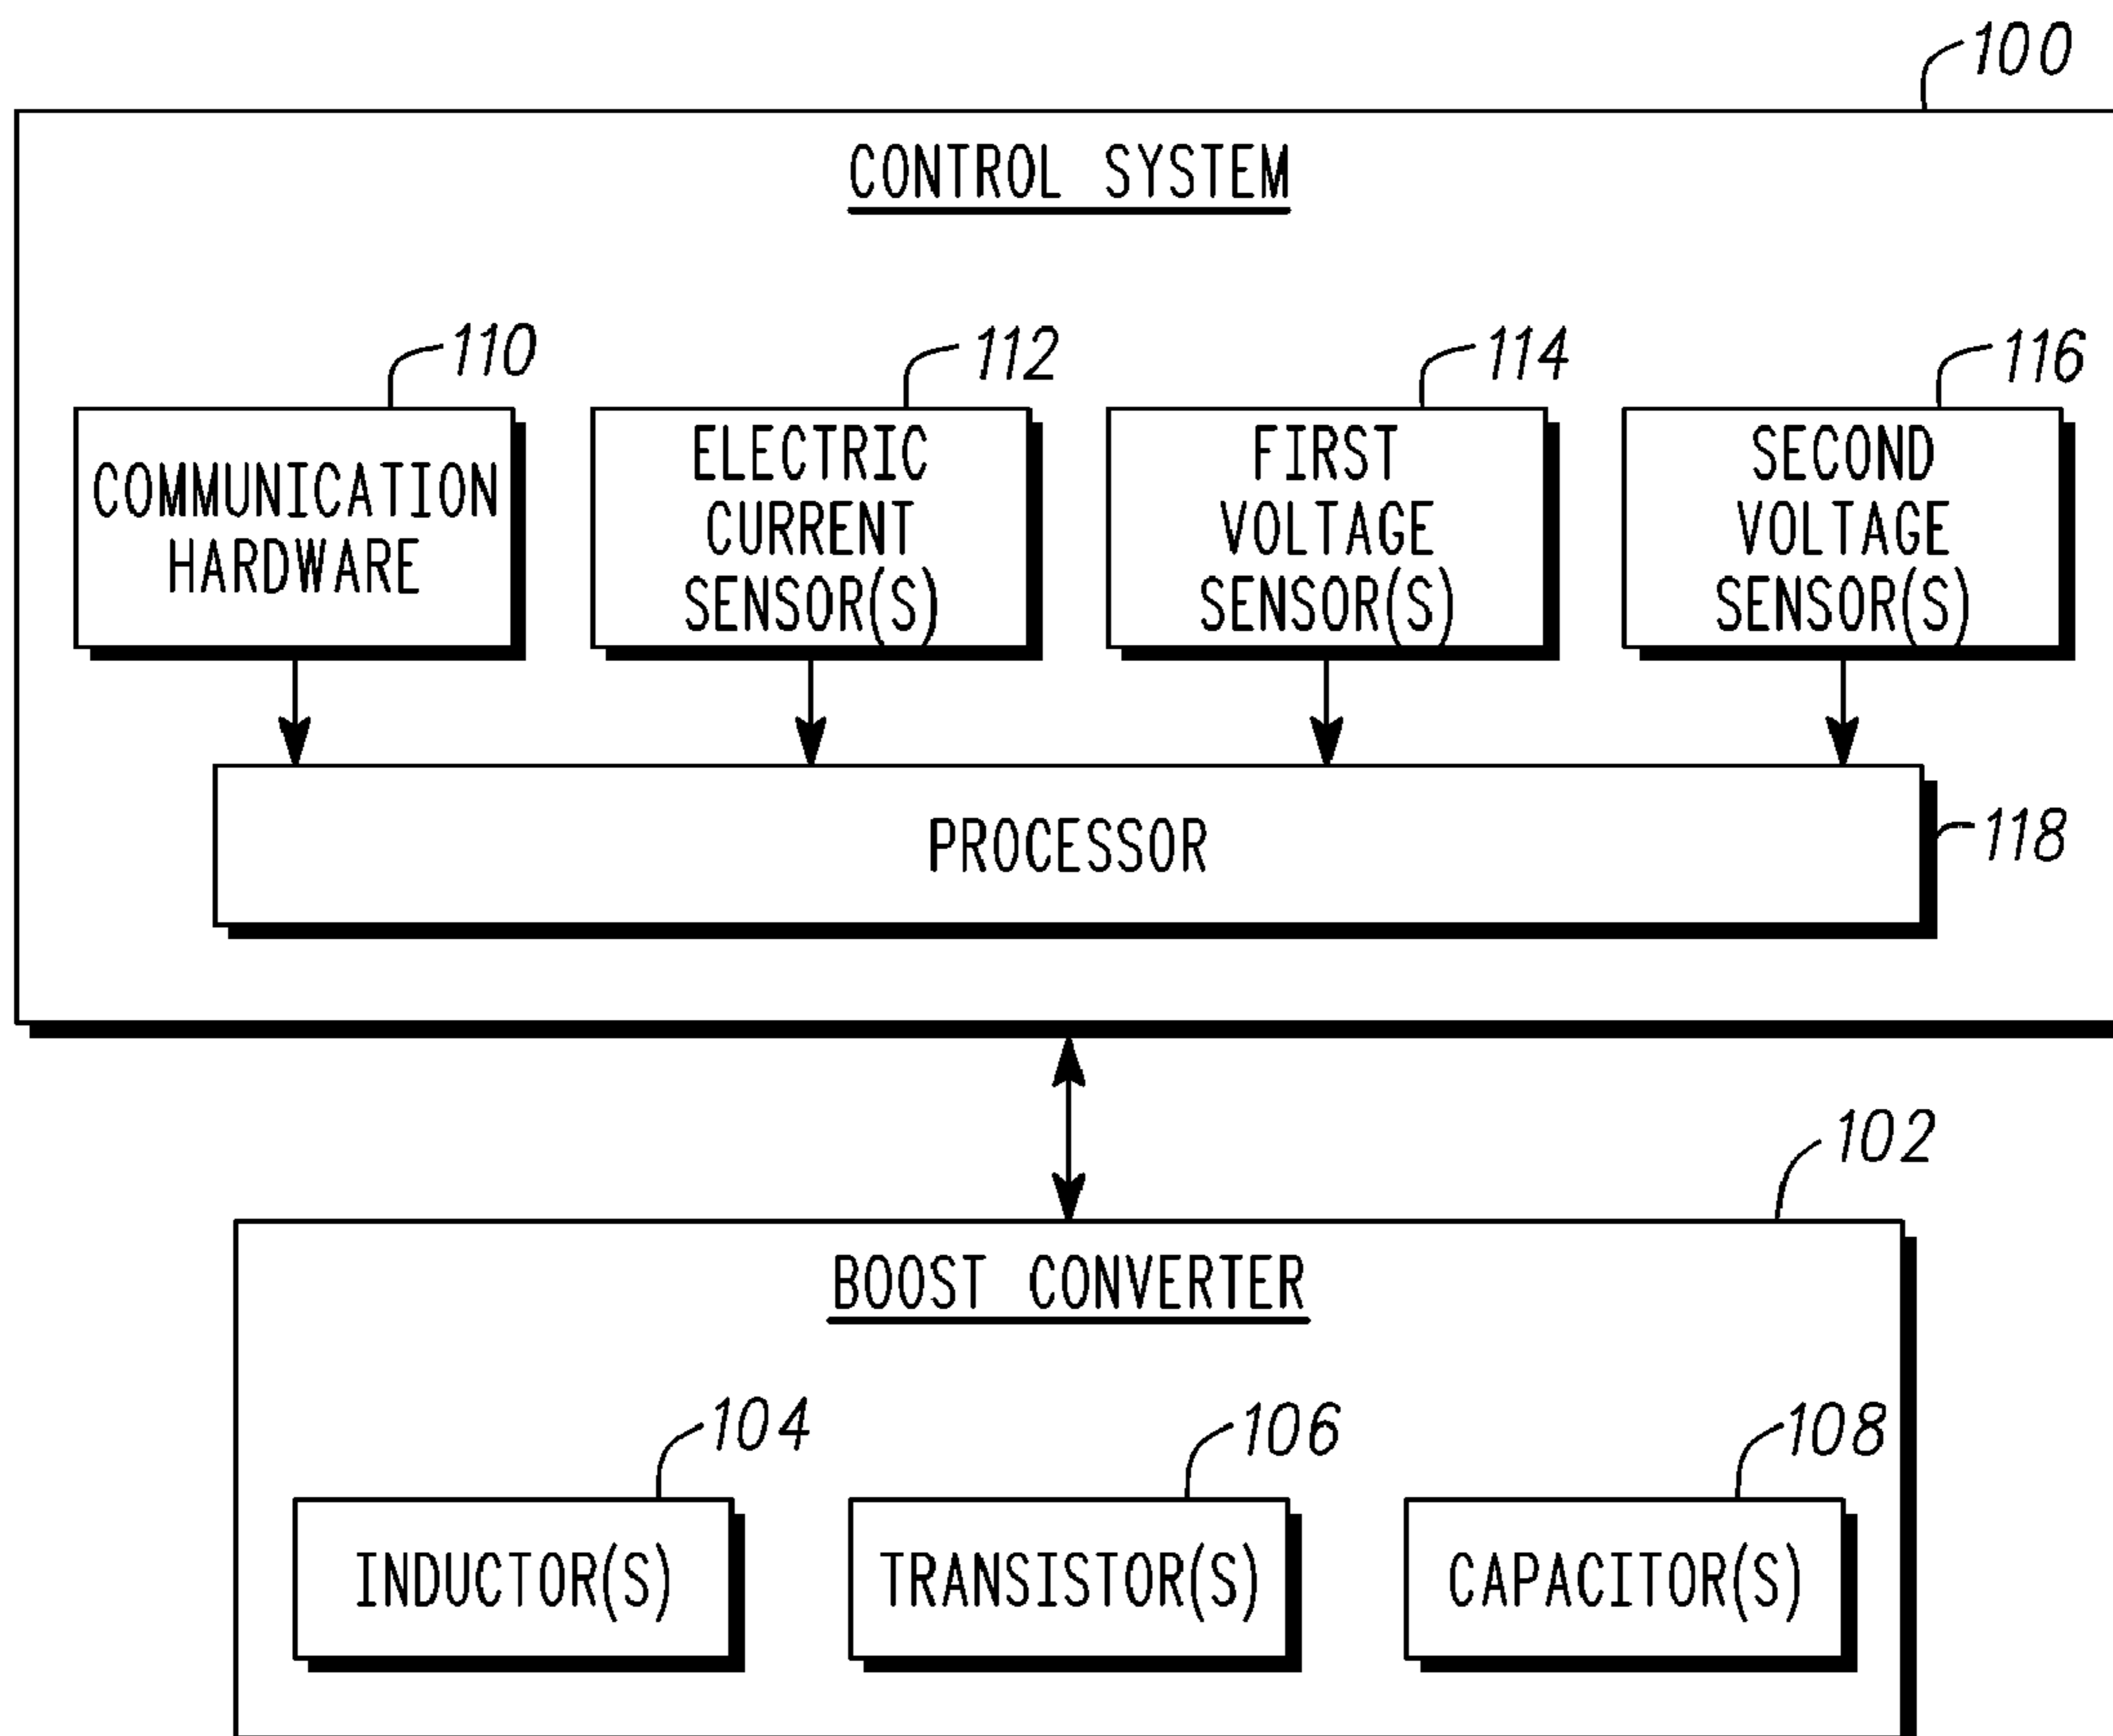 100
CONTROL SYSTEM
110
112
114
116
COMMUNICATION
HARDWARE
ELECTRIC
CURRENT
SENSOR(S)
FIRST
VOLTAGE
SENSOR(S)
SECOND
VOLTAGE
SENSOR(S)
PROCESSOR
118
102
BOOST CONVERTER
104
106
108
INDUCTOR(S)
TRANSISTOR(S)
CAPACITOR(S)